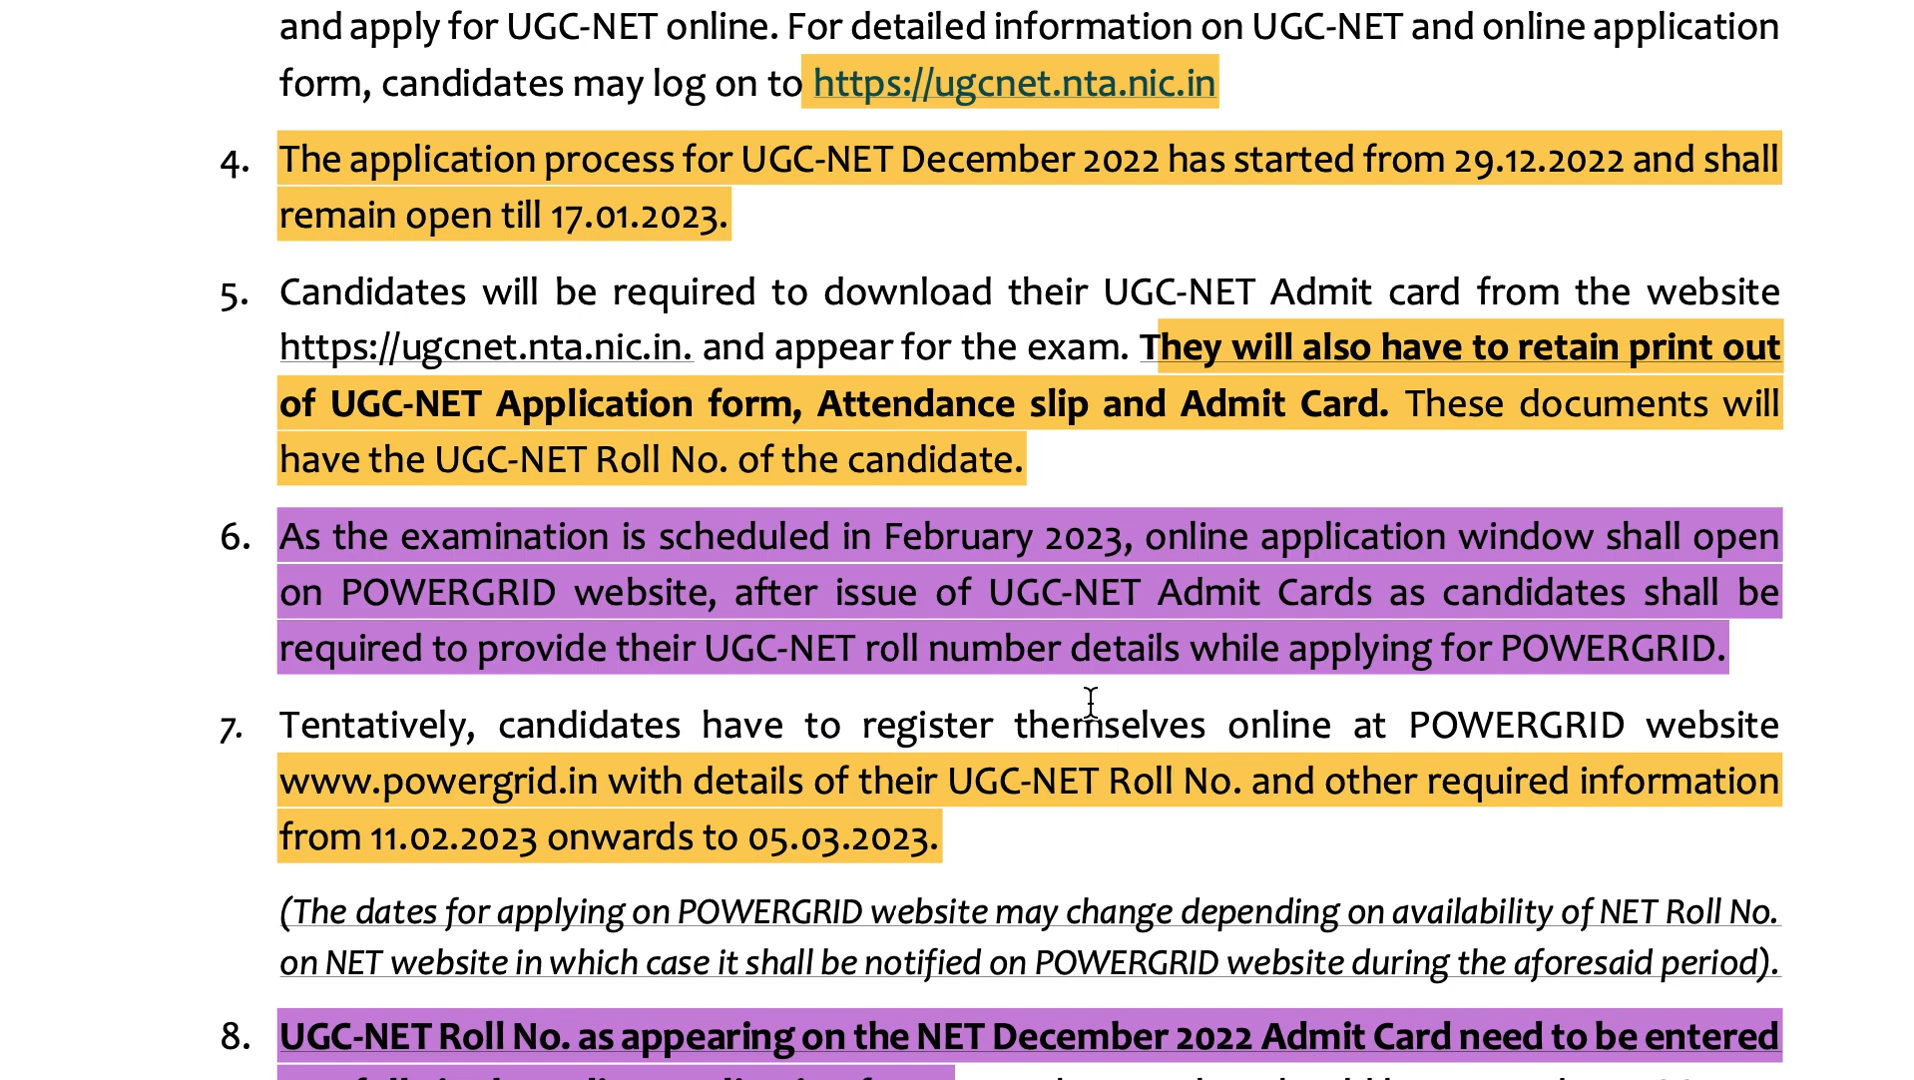 and apply for UGC-NET online. For detailed information on UGC-NET and online application
form, candidates may log on to https://ugcnet.nta.nic.in
4. The application process for UGC-NET December 2022 has started from 29.12.2022 and shall
remain open till 17.01.2023.
5. Candidates will be required to download their UGC-NET Admit card from the website
https://ugcnet.nta.nic.in. and appear for the exam. They will also have to retain print out
of UGC-NET Application form, Attendance slip and Admit Card. These documents will
have the UGC-NET Roll No. of the candidate.
6. As the examination is scheduled in February 2023, online application window shall open
on POWERGRID website, after issue of UGC-NET Admit Cards as candidates shall be
required to provide their UGC-NET roll number details while applying for POWERGRID.
7. Tentatively, candidates have to register themselves online at POWERGRID website
www.powergrid.in with details of their UGC-NET Roll No. and other required information
from 11.02.2023 onwards to 05.03.2023.
(The dates for applying on POWERGRID website may change depending on availability of NET Roll No.
on NET website in which case it shall be notified on POWERGRID website during the aforesaid period).
8. UGC-NET Roll No. as appearing on the NET December 2022 Admit Card need to be entered